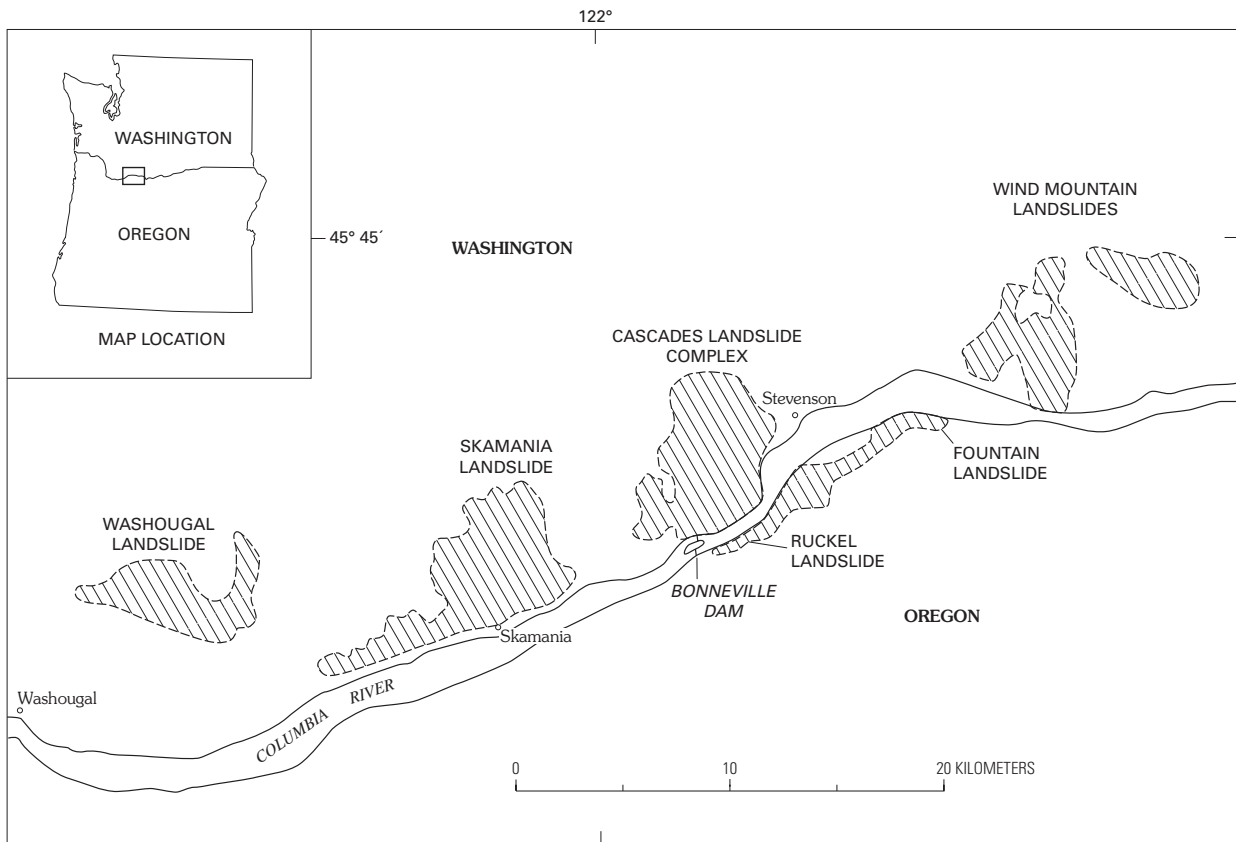 122°
WASHINGTON
OREGON
MAP LOCATION
45° 45´
WASHINGTON
WIND MOUNTAIN
LANDSLIDES
CASCADES LANDSLIDE
COMPLEX
Stevenson
SKAMANIA
LANDSLIDE
FOUNTAIN
LANDSLIDE
WASHOUGAL
LANDSLIDE
RUCKEL
LANDSLIDE
BONNEVILLE
DAM
OREGON
Skamania
Washougal
COLUMBIA RIVER
0 10 20 KILOMETERS